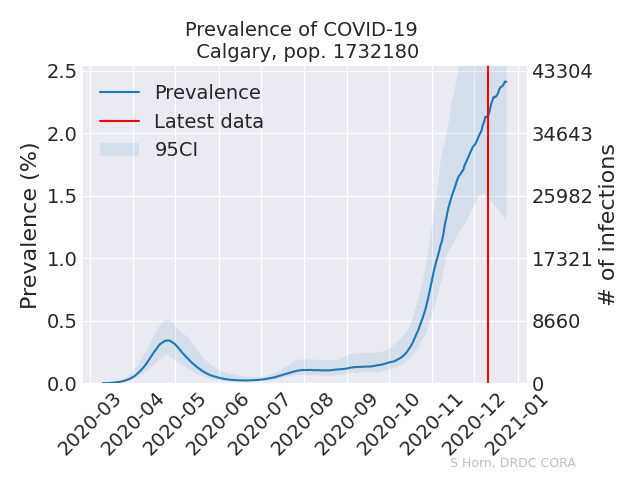 Prevalence of COVID-19
Calgary, pop. 1732180
2.5
2.0
1.5
1.0
0.5
0.0
Prevalence (%)
Prevalence
Latest data
95CI
43304
34643
25982
17321
8660
0
# of infections
2020-03
2020-04
2020-05
2020-06
2020-07
2020-08
2020-09
2020-10
2020-11
2020-12
2021-01
S Horn, DRDC CORA